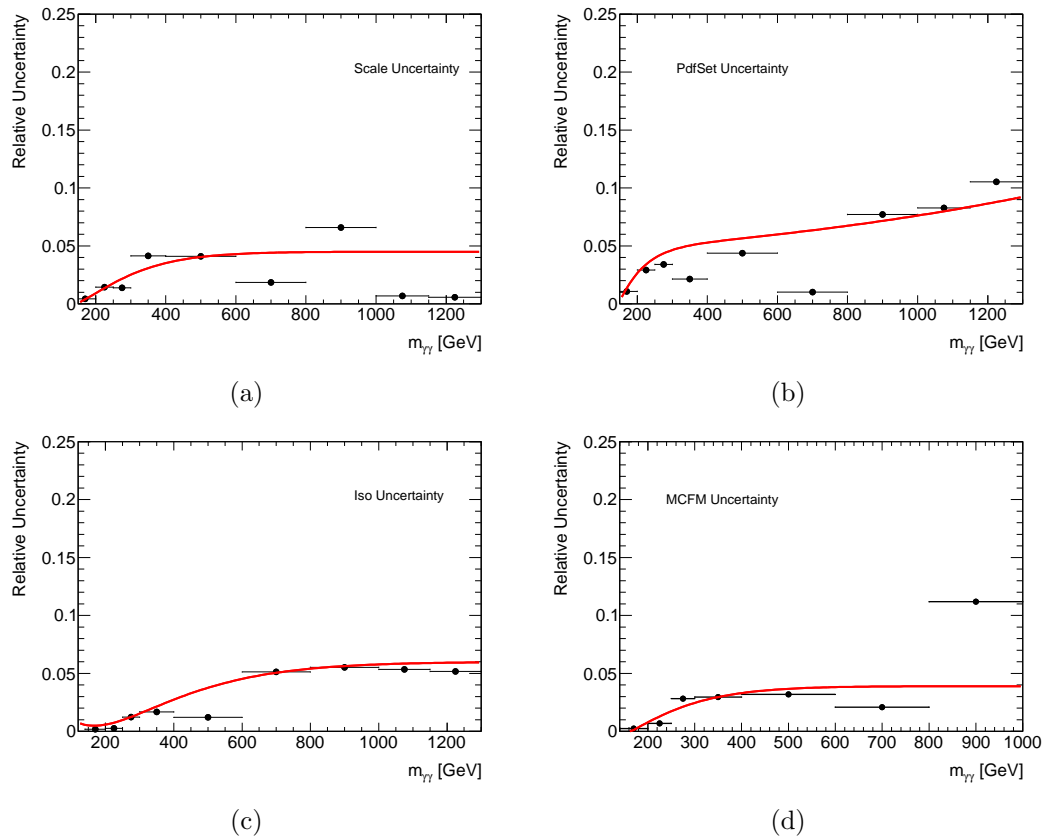 Relative Uncertainty
0.25
0.2
0.15
0.1
0.05
0
Scale Uncertainty
200 400 600 800 1000 1200
mγγ [GeV]
(a)
Relative Uncertainty
0.25
0.2
0.15
0.1
0.05
0
PdfSet Uncertainty
200 400 600 800 1000 1200
mγγ [GeV]
(b)
Relative Uncertainty
0.25
0.2
0.15
0.1
0.05
0
Iso Uncertainty
200 400 600 800 1000 1200
mγγ [GeV]
(c)
Relative Uncertainty
0.25
0.2
0.15
0.1
0.05
0
MCFM Uncertainty
200 300 400 500 600 700 800 900 1000
mγγ [GeV]
(d)